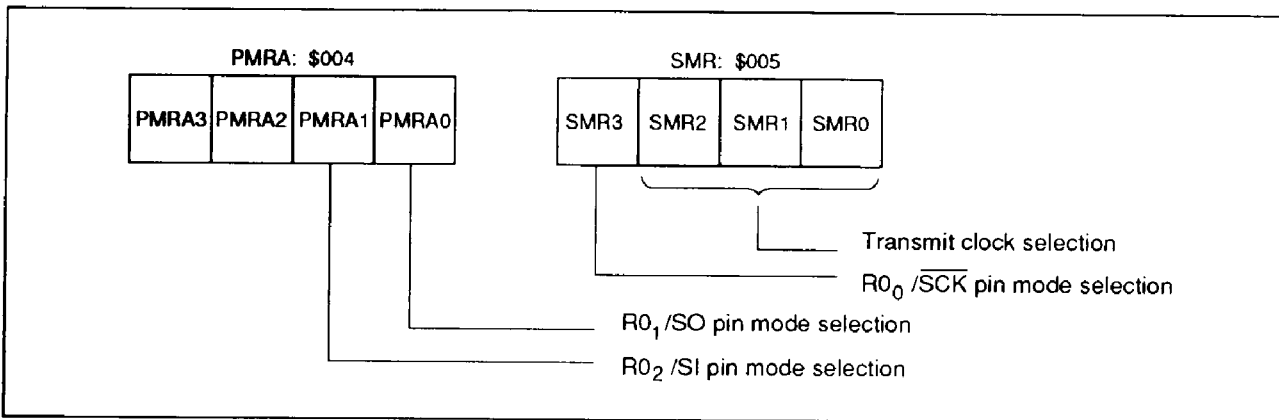 PMRA: $004
SMR: $005
PMRA3 PMRA2 PMRA1 PMRA0
SMR3 SMR2 SMR1 SMR0
Transmit clock selection
R0₀ /S̅C̅K̅ pin mode selection
R0₁/SO pin mode selection
R0₂ /SI pin mode selection